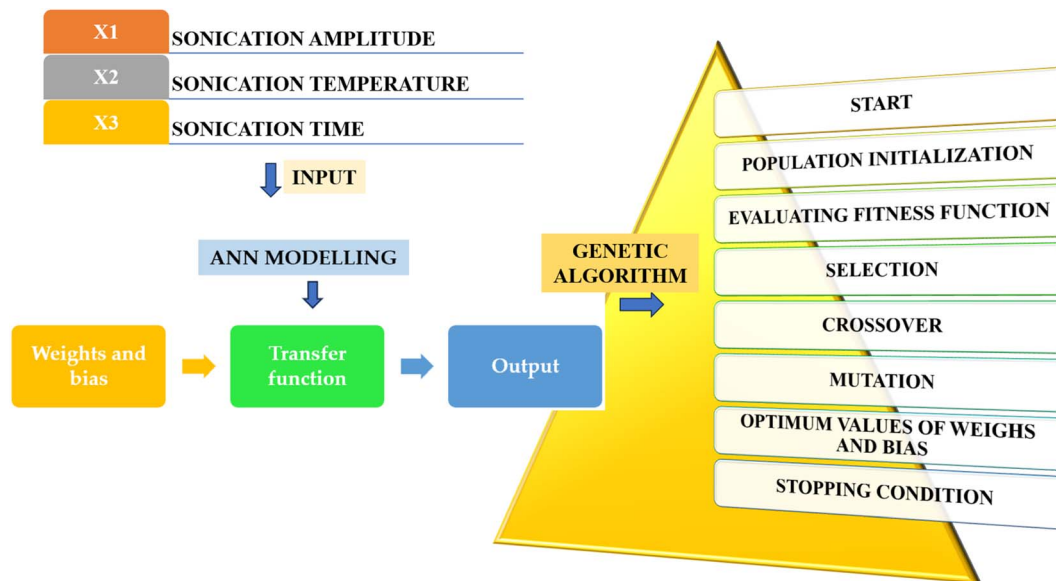 X1
SONICATION AMPLITUDE
X2
SONICATION TEMPERATURE
X3
SONICATION TIME
INPUT
ANN MODELLING
Weights and
bias
Transfer
function
Output
GENETIC
ALGORITHM
START
POPULATION INITIALIZATION
EVALUATING FITNESS FUNCTION
SELECTION
CROSSOVER
MUTATION
OPTIMUM VALUES OF WEIGHS
AND BIAS
STOPPING CONDITION